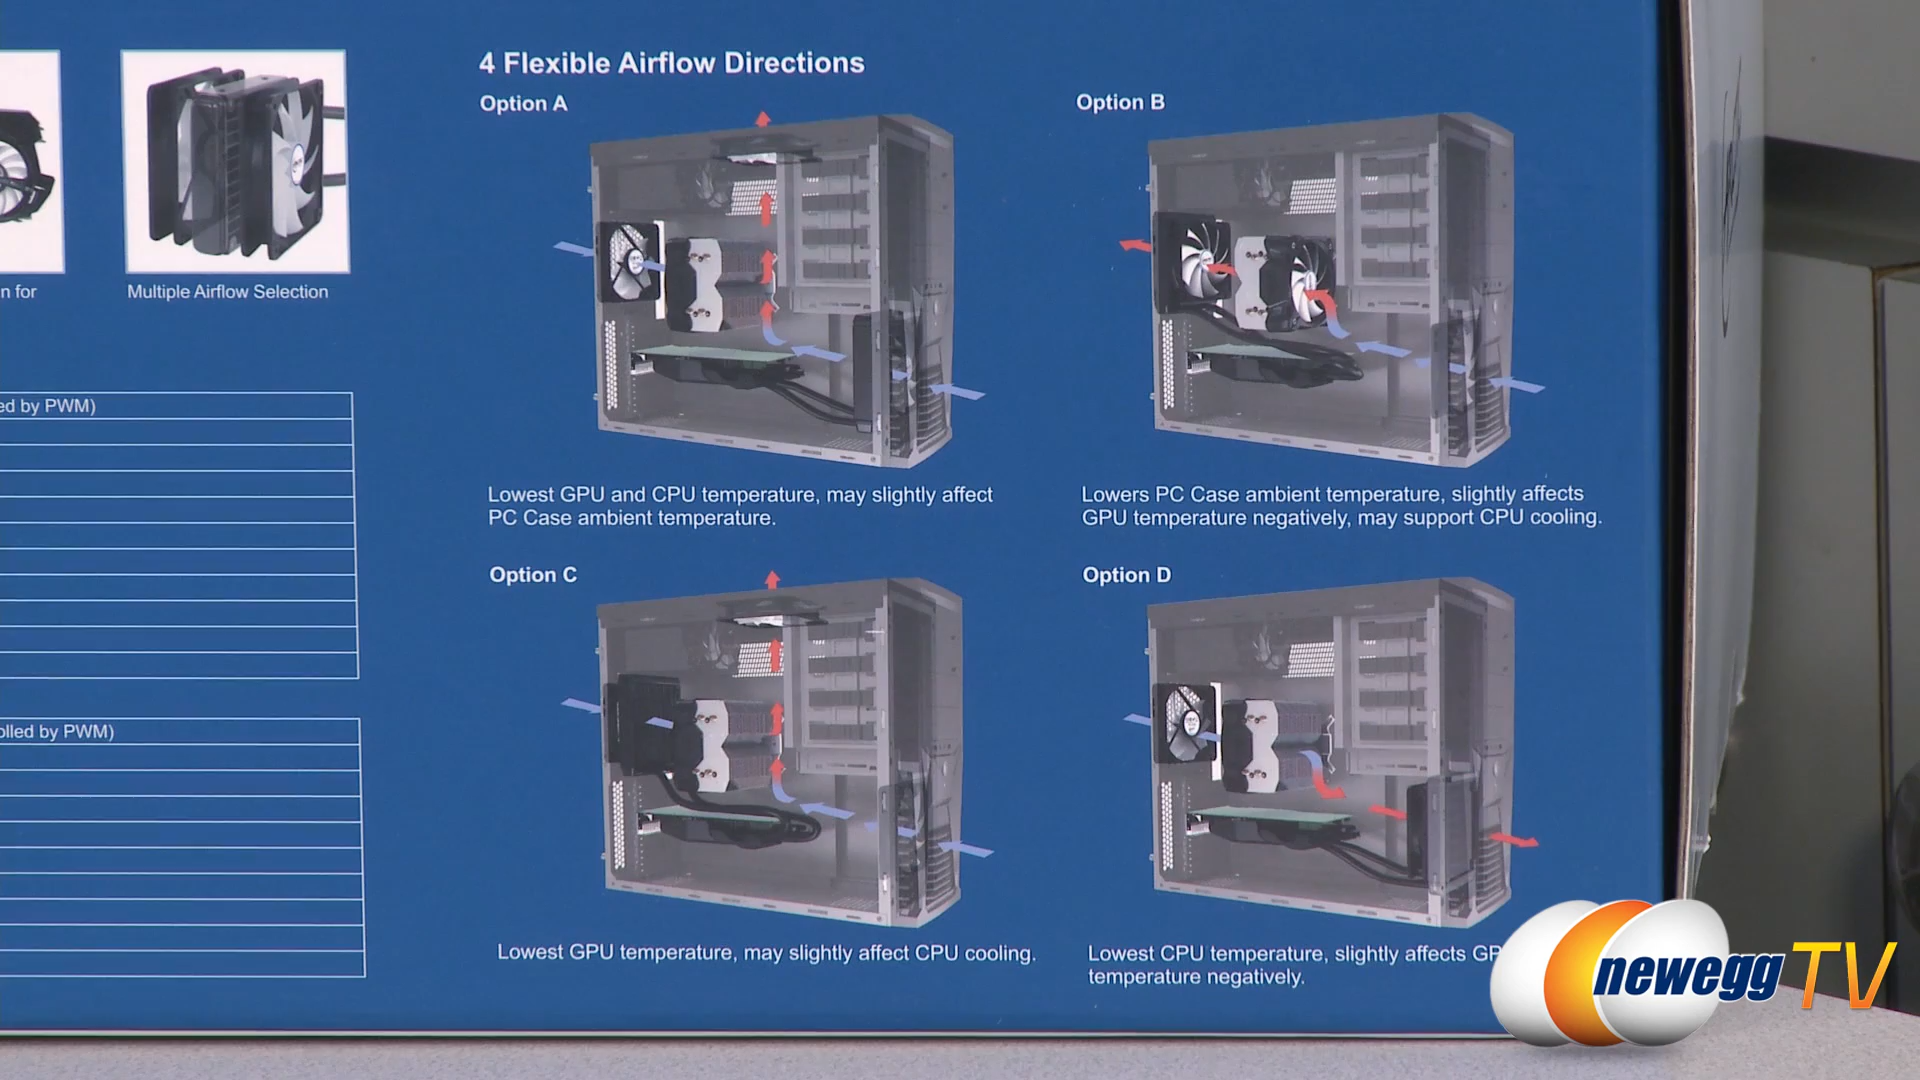 4 Flexible Airflow Directions
Option A
Option B
n for
Multiple Airflow Selection
ed by PWM)
Lowest GPU and CPU temperature, may slightly affect
PC Case ambient temperature.
Lowers PC Case ambient temperature, slightly affects
GPU temperature negatively, may support CPU cooling.
Option C
Option D
olled by PWM)
Lowest GPU temperature, may slightly affect CPU cooling.
Lowest CPU temperature, slightly affects GP
temperature negatively.
newegg TV